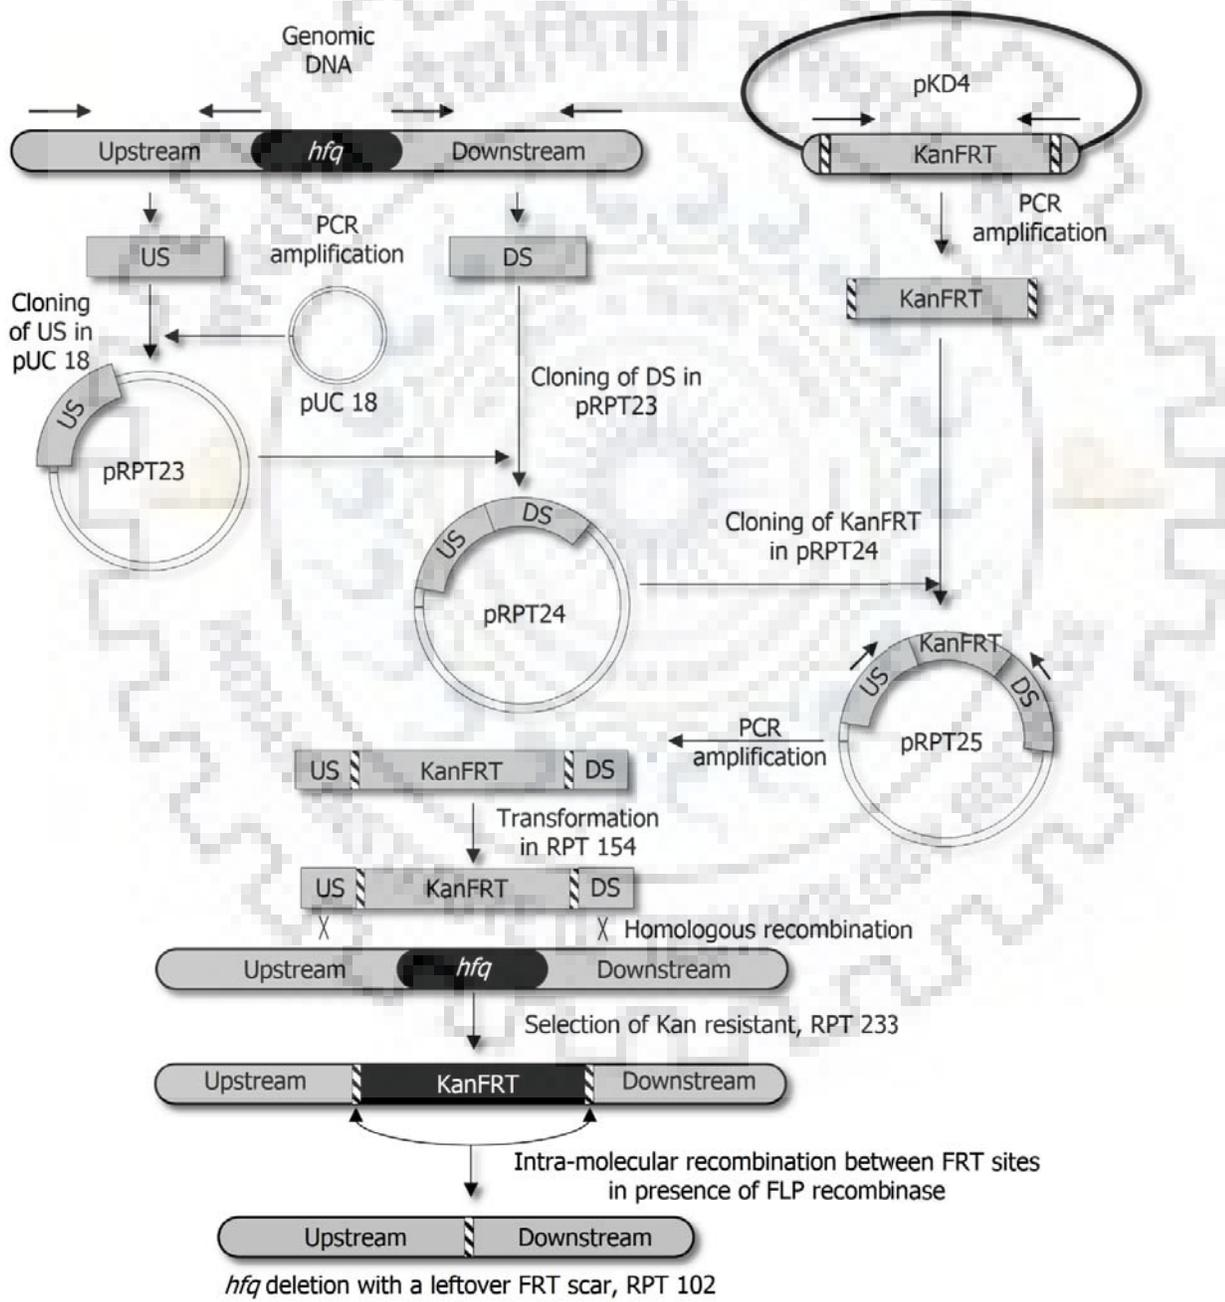 Genomic
DNA
pKD4
Upstream
hfq
Downstream
KanFRT
PCR
amplification
US
DS
PCR
amplification
KanFRT
Cloning
of US in
pUC 18
pUC 18
US
pRPT23
Cloning of DS in
pRPT23
US
DS
pRPT24
Cloning of KanFRT
in pRPT24
US
KanFRT
DS
pRPT25
PCR
amplification
US
KanFRT
DS
Transformation
in RPT 154
US
KanFRT
DS
Homologous recombination
Upstream
hfq
Downstream
Selection of Kan resistant, RPT 233
Upstream
KanFRT
Downstream
Intra-molecular recombination between FRT sites
in presence of FLP recombinase
Upstream
Downstream
hfq deletion with a leftover FRT scar, RPT 102